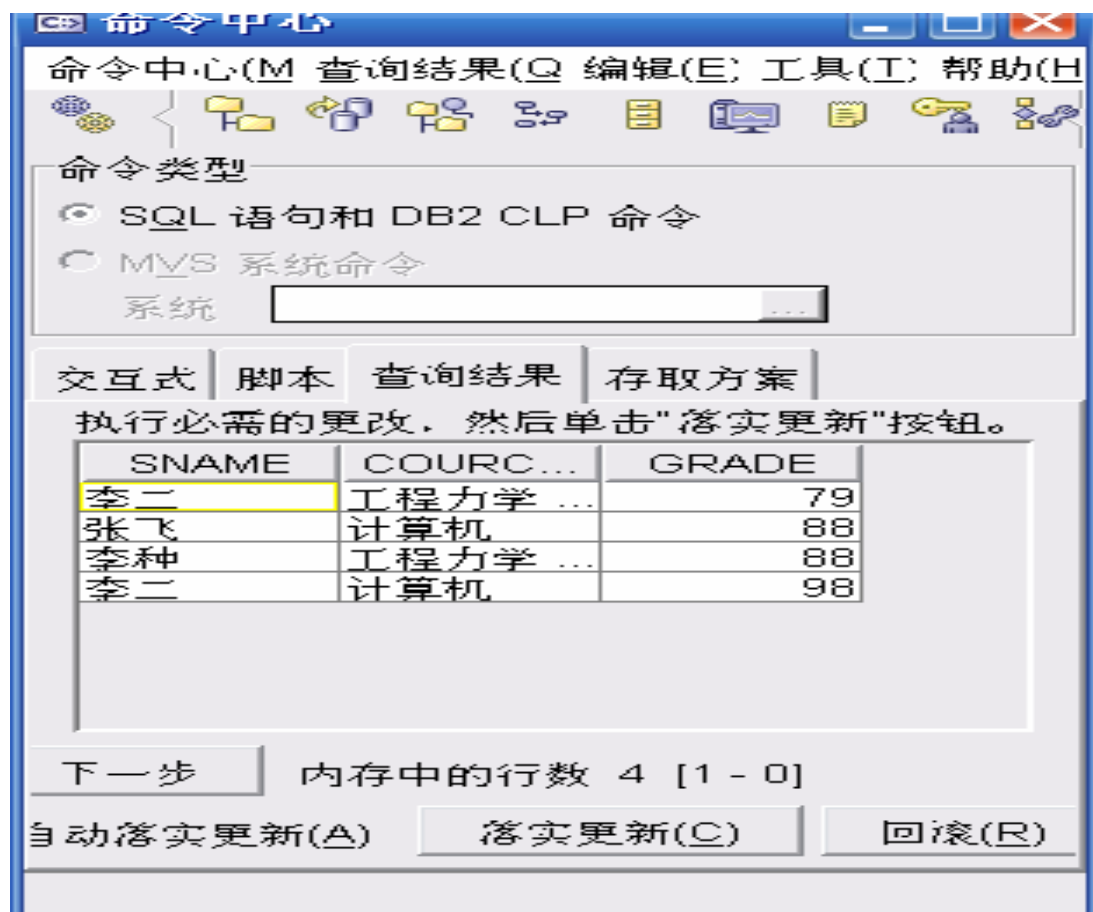 命令中心
命令中心(M 查询结果(Q 编辑(E) 工具(T) 帮助(H
命令类型
SQL 语句和 DB2 CLP 命令
MVS 系统命令
系统 ...
交互式 脚本 查询结果 存取方案
执行必需的更改，然后单击"落实更新"按钮。
SNAME COURC... GRADE
李二 工程力学 ... 79
张飞 计算机 88
李种 工程力学 ... 88
李二 计算机 98
下一步 内存中的行数 4 [1 - 0]
自动落实更新(A) 落实更新(C) 回滚(R)